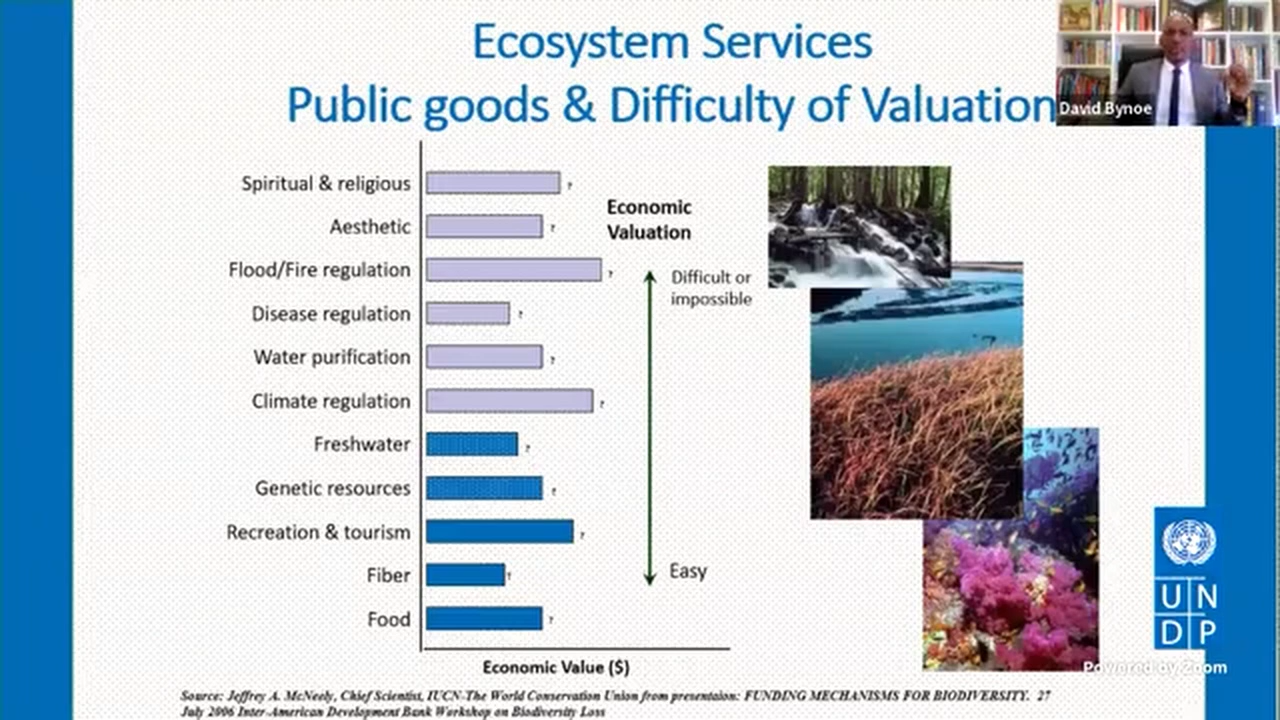 Ecosystem Services
Public goods & Difficulty of Valuation
David Bynoe
Spiritual & religious ?
Aesthetic ?
Flood/Fire regulation ?
Disease regulation ?
Water purification ?
Climate regulation ?
Freshwater ?
Genetic resources ?
Recreation & tourism ?
Fiber ?
Food ?
Economic
Valuation
Difficult or
impossible
Easy
Economic Value ($)
U N
D P
Powered by Zoom
Source: Jeffrey A. McNeely, Chief Scientist, IUCN-The World Conservation Union from presentaion: FUNDING MECHANISMS FOR BIODIVERSITY. 27
July 2006 Inter-American Development Bank Workshop on Biodiversity Loss